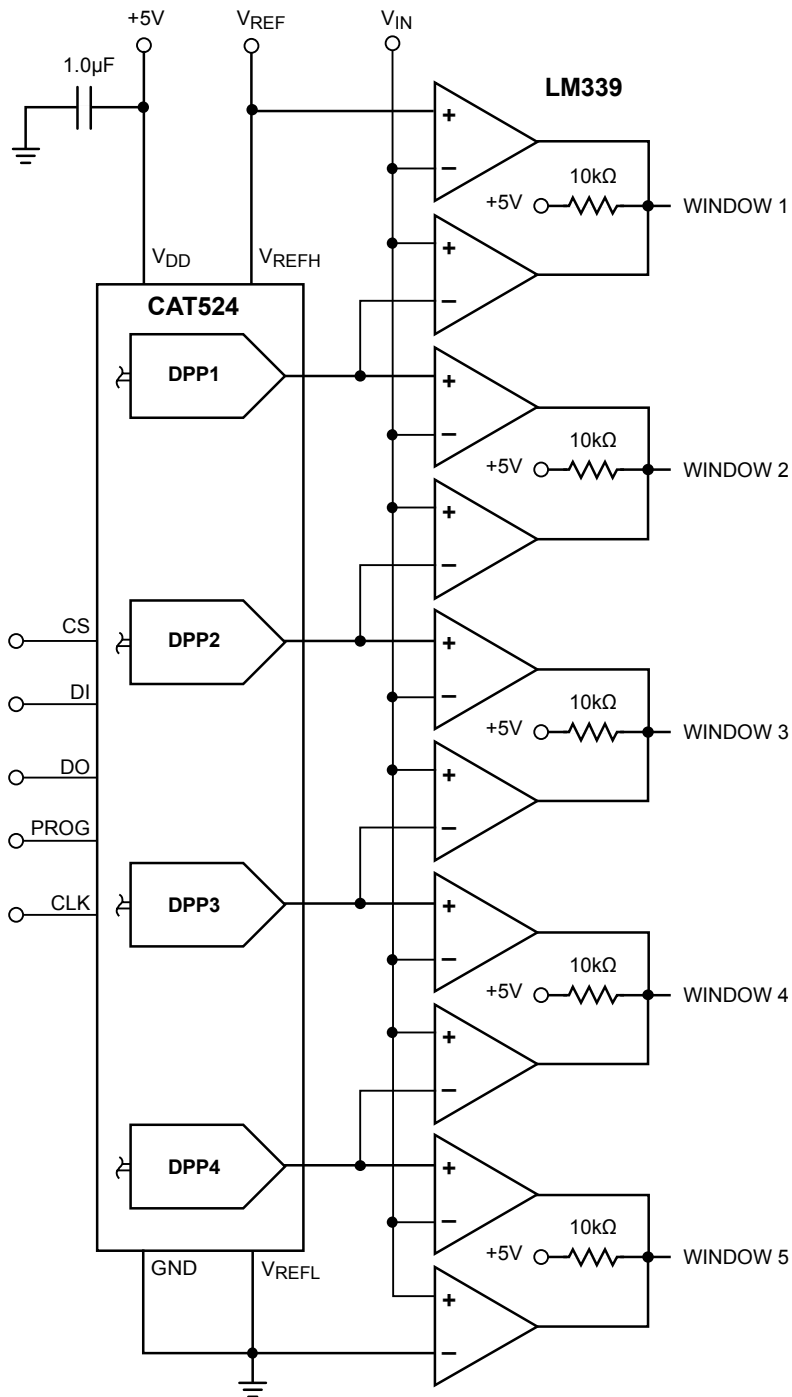 +5V
VREF
VIN
1.0µF
LM339
+
−
10kΩ
+5V
WINDOW 1
+
−
VDD
VREFH
CAT524
DPP1
+
−
10kΩ
+5V
WINDOW 2
+
−
CS
DPP2
+
−
DI
10kΩ
+5V
WINDOW 3
DO
+
−
PROG
DPP3
CLK
+
−
10kΩ
+5V
WINDOW 4
+
−
DPP4
+
−
10kΩ
+5V
WINDOW 5
GND
VREFL
+
−